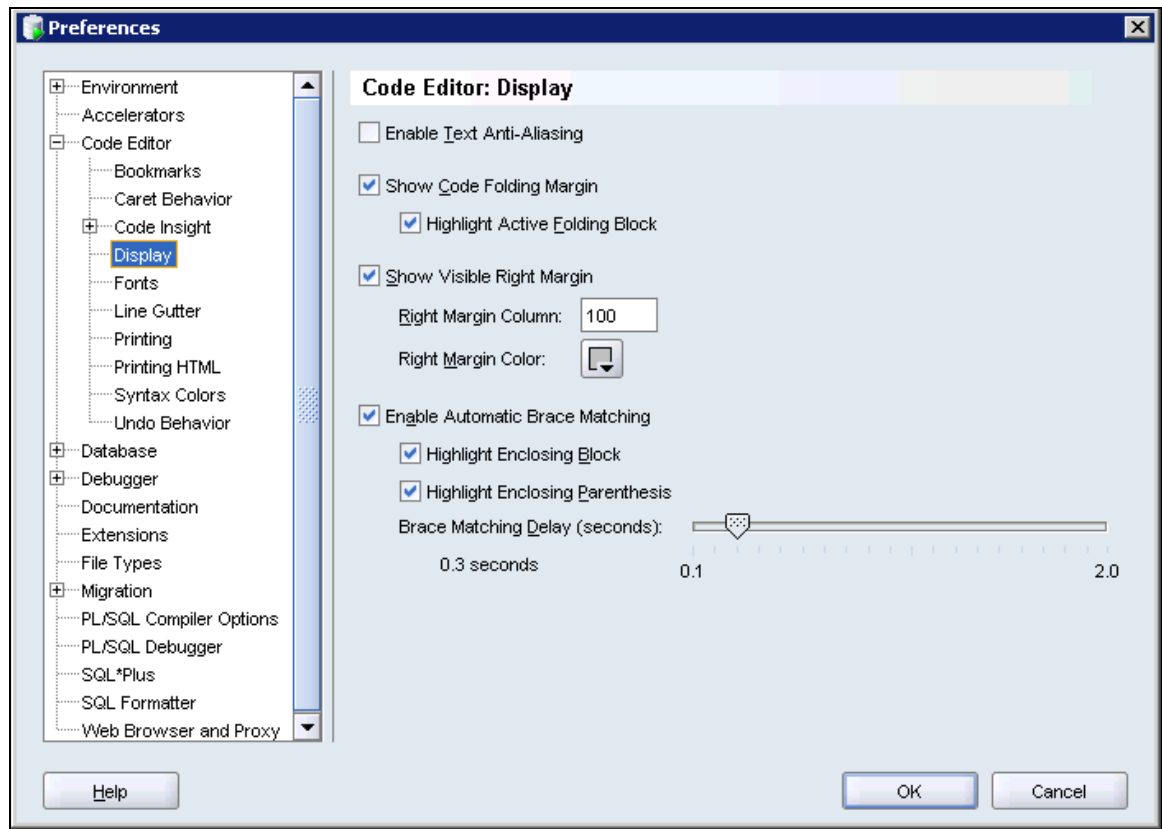 Preferences
Environment
Accelerators
Code Editor
Bookmarks
Caret Behavior
Code Insight
Display
Fonts
Line Gutter
Printing
Printing HTML
Syntax Colors
Undo Behavior
Database
Debugger
Documentation
Extensions
File Types
Migration
PL/SQL Compiler Options
PL/SQL Debugger
SQL*Plus
SQL Formatter
Web Browser and Proxy
Code Editor: Display
Enable Text Anti-Aliasing
Show Code Folding Margin
Highlight Active Folding Block
Show Visible Right Margin
Right Margin Column: 100
Right Margin Color:
Enable Automatic Brace Matching
Highlight Enclosing Block
Highlight Enclosing Parenthesis
Brace Matching Delay (seconds):
0.3 seconds
0.1 2.0
Help OK Cancel